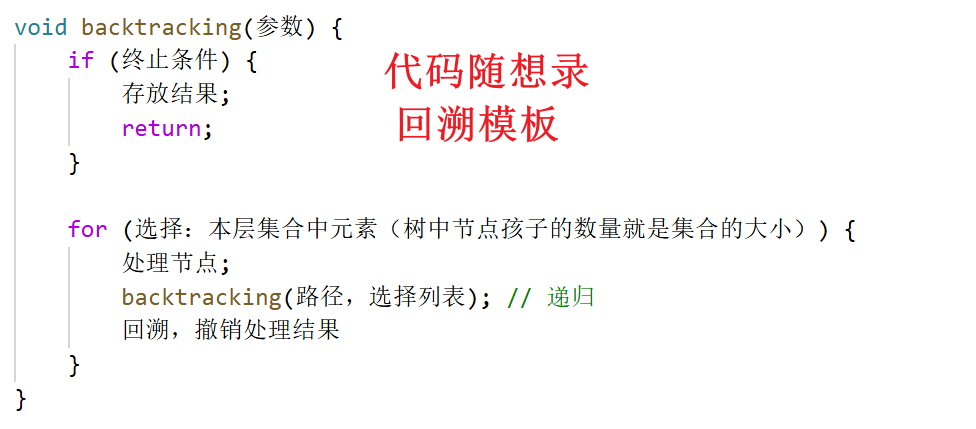 void backtracking(参数) {
if (终止条件) {
代码随想录
存放结果;
回溯模板
return;
}
for (选择：本层集合中元素（树中节点孩子的数量就是集合的大小）) {
处理节点;
backtracking(路径，选择列表); // 递归
回溯，撤销处理结果
}
}